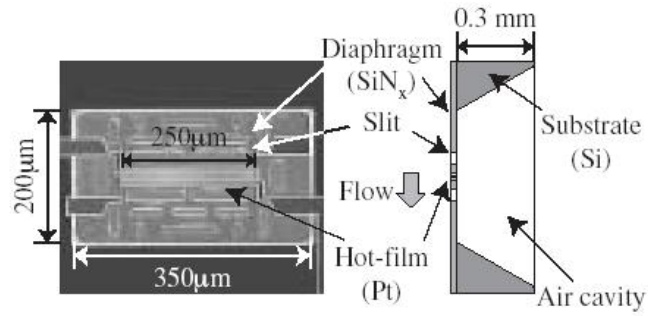 0.3 mm
Diaphragm
(SiNx)
250μm
Slit
Substrate
(Si)
200μm
Flow
Hot-film
(Pt)
350μm
Air cavity